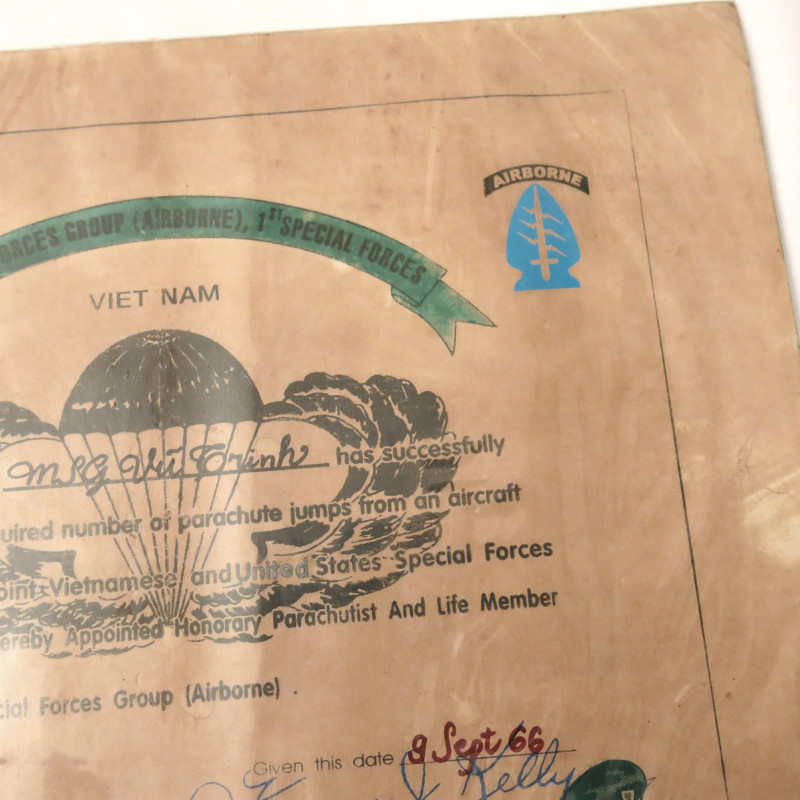 AIRBORNE
ORCES GROUP (AIRBORNE), 1ST SPECIAL FORCES
VIET NAM
MSG Vũ Trinh has successfully
uired number of parachute jumps from an aircraft
oint-Vietnamese and United States Special Forces
ereby Appointed Honorary Parachutist And Life Member
cial Forces Group (Airborne) .
Given this date 9 Sept 66
Kelly